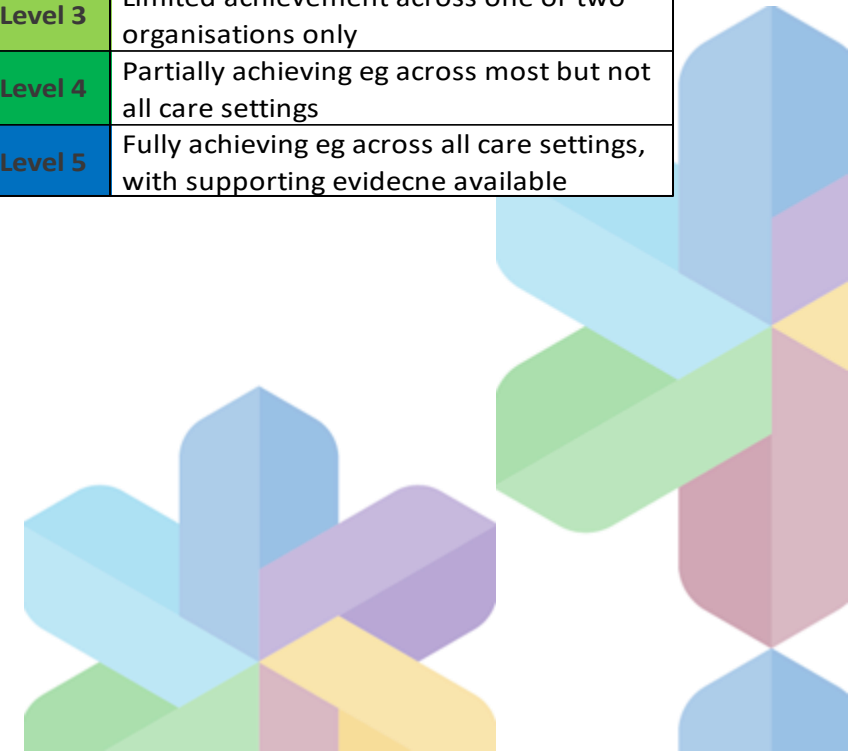 Level 3
Limited achievement across one or two
organisations only
Level 4
Partially achieving eg across most but not
all care settings
Level 5
Fully achieving eg across all care settings,
with supporting evidecne available